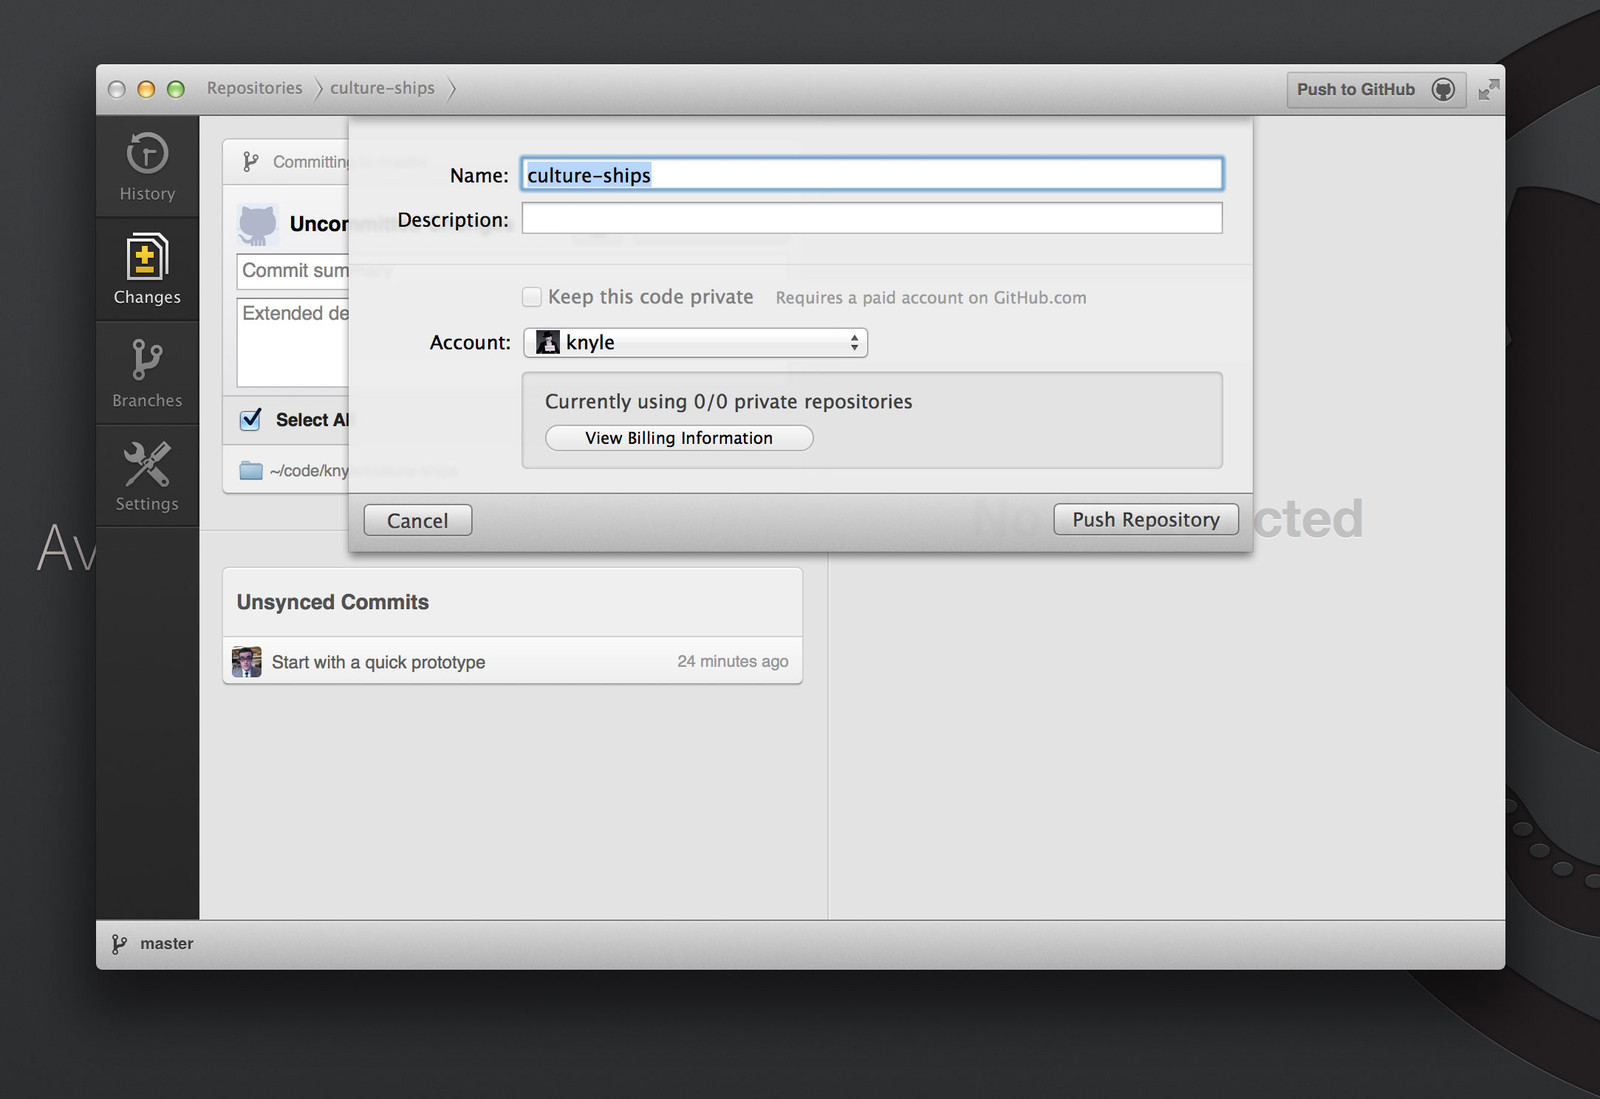 Repositories
culture-ships
Push to GitHub
History
Changes
Branches
Settings
Committing
Name: culture-ships
Description:
Commit summary
Keep this code private Requires a paid account on GitHub.com
Extended de
Account: knyle
Currently using 0/0 private repositories
View Billing Information
Select Al
~/code/kny
Cancel
Push Repository
cted
Av
Unsynced Commits
Start with a quick prototype 24 minutes ago
master